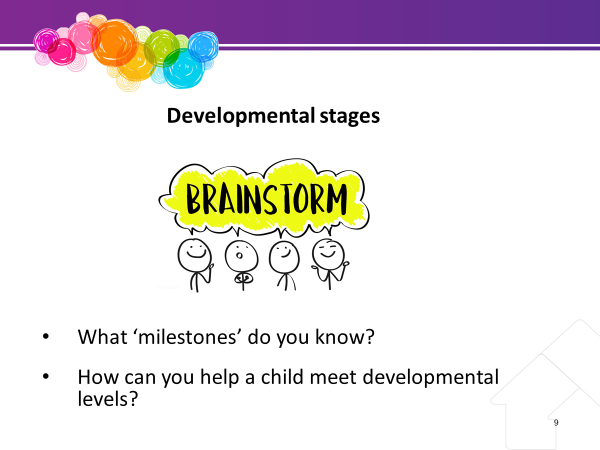 Developmental stages
BRAINSTORM
• What ‘milestones’ do you know?
• How can you help a child meet developmental
levels?
9